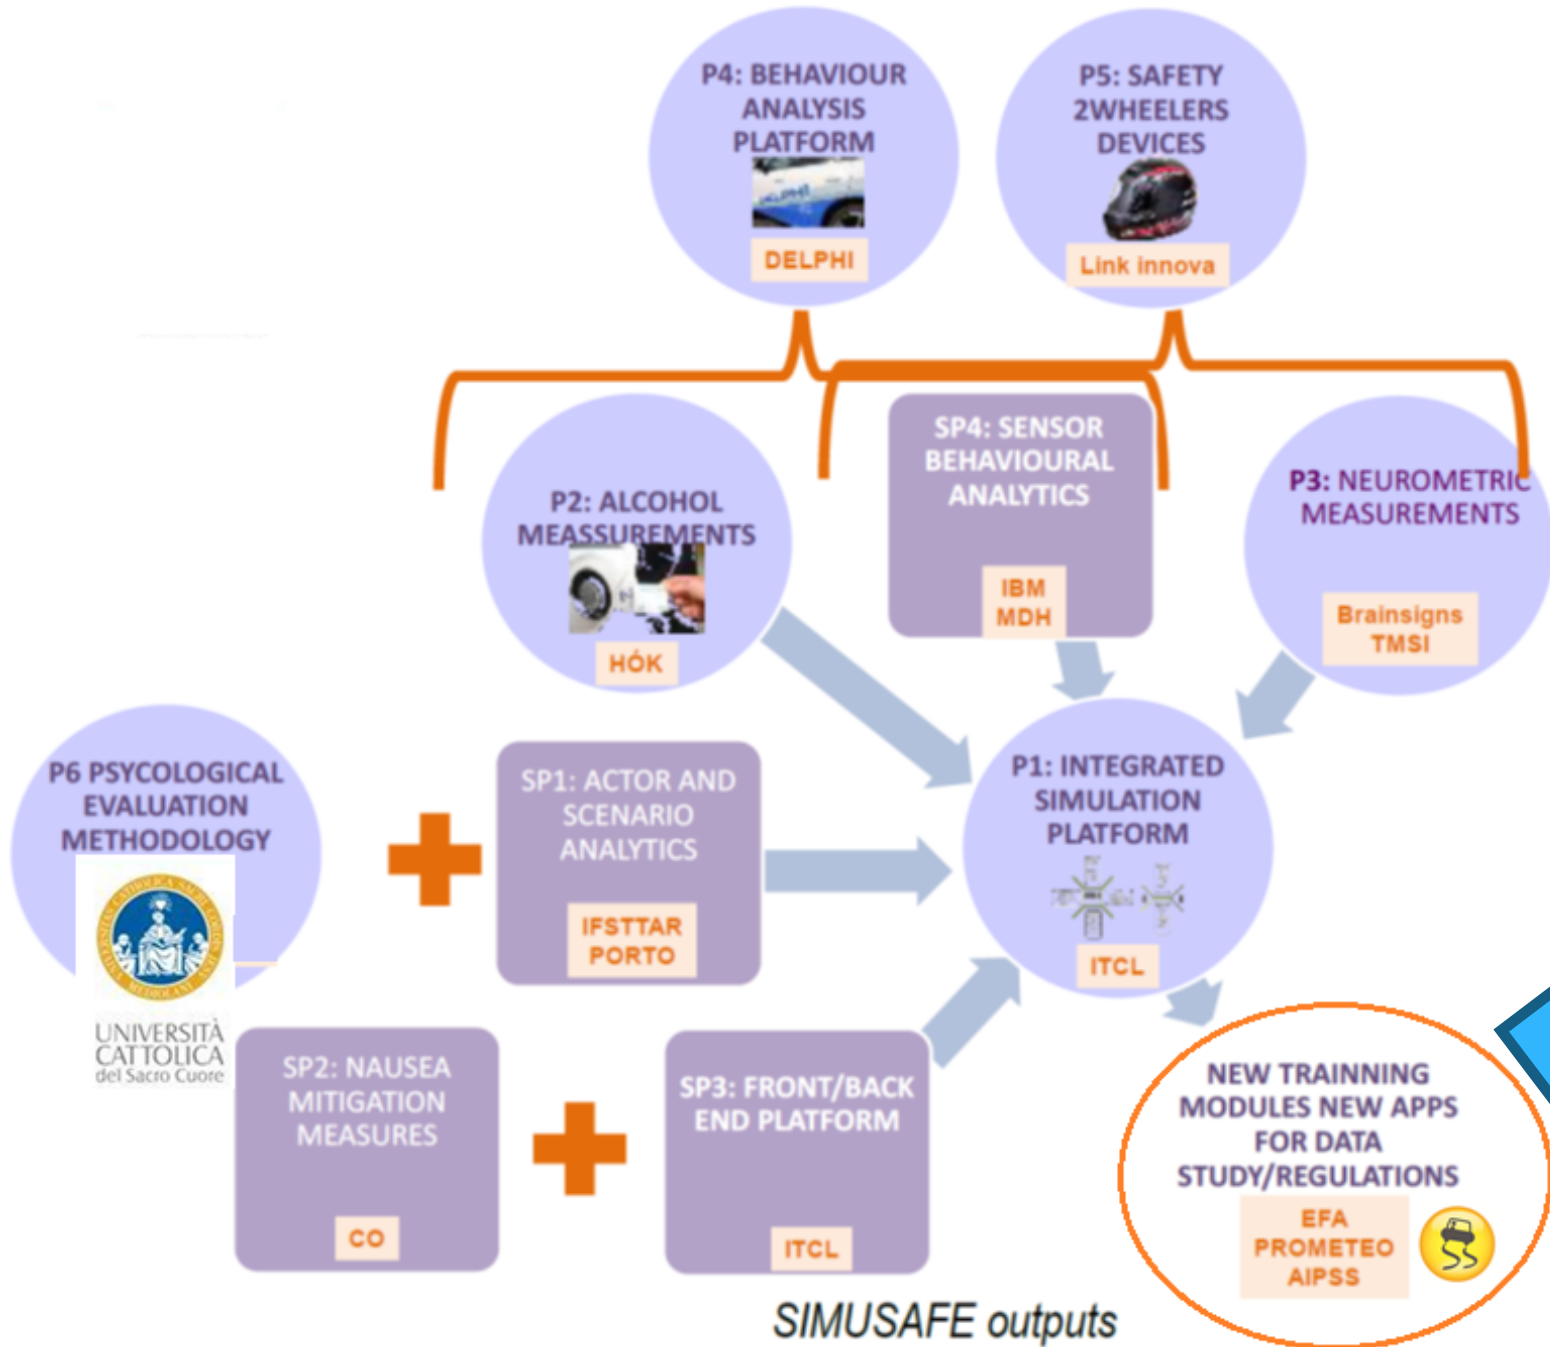 P4: BEHAVIOUR
ANALYSIS
PLATFORM
DELPHI
P5: SAFETY
2WHEELERS
DEVICES
Link innova
P2: ALCOHOL
MEASSUREMENTS
HÓK
SP4: SENSOR
BEHAVIOURAL
ANALYTICS
IBM
MDH
P3: NEUROMETRIC
MEASUREMENTS
Brainsigns
TMSI
P6 PSYCOLOGICAL
EVALUATION
METHODOLOGY
UNIVERSITÀ
CATTOLICA
del Sacro Cuore
SP1: ACTOR AND
SCENARIO
ANALYTICS
IFSTTAR
PORTO
P1: INTEGRATED
SIMULATION
PLATFORM
ITCL
SP2: NAUSEA
MITIGATION
MEASURES
CO
SP3: FRONT/BACK
END PLATFORM
ITCL
NEW TRAINNING
MODULES NEW APPS
FOR DATA
STUDY/REGULATIONS
EFA
PROMETEO
AIPSS
SIMUSAFE outputs